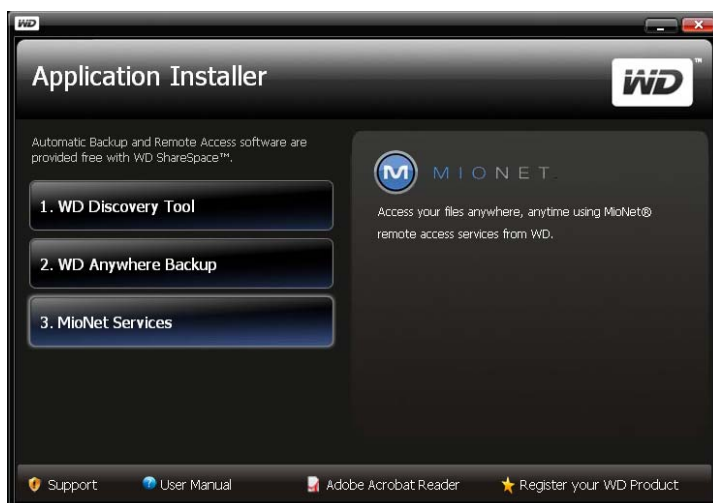 WD
Application Installer
WD™
Automatic Backup and Remote Access software are
provided free with WD ShareSpace™.
1. WD Discovery Tool
2. WD Anywhere Backup
3. MioNet Services
M MIONET
Access your files anywhere, anytime using MioNet®
remote access services from WD.
Support User Manual Adobe Acrobat Reader Register your WD Product